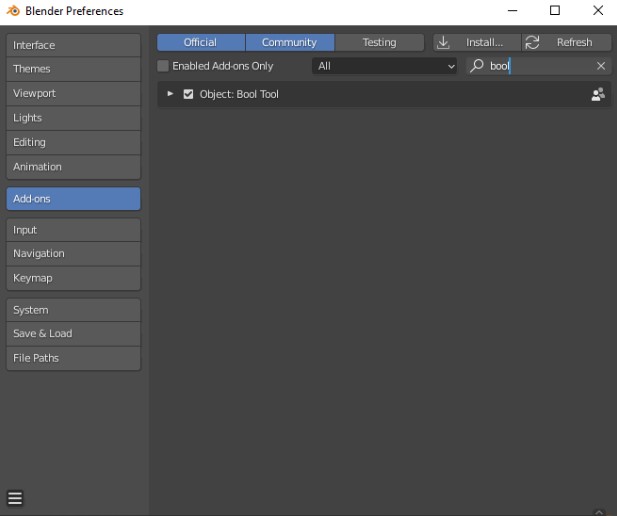 Blender Preferences
Interface
Themes
Viewport
Lights
Editing
Animation
Add-ons
Input
Navigation
Keymap
System
Save & Load
File Paths
Official Community Testing Install... Refresh
Enabled Add-ons Only All bool
Object: Bool Tool